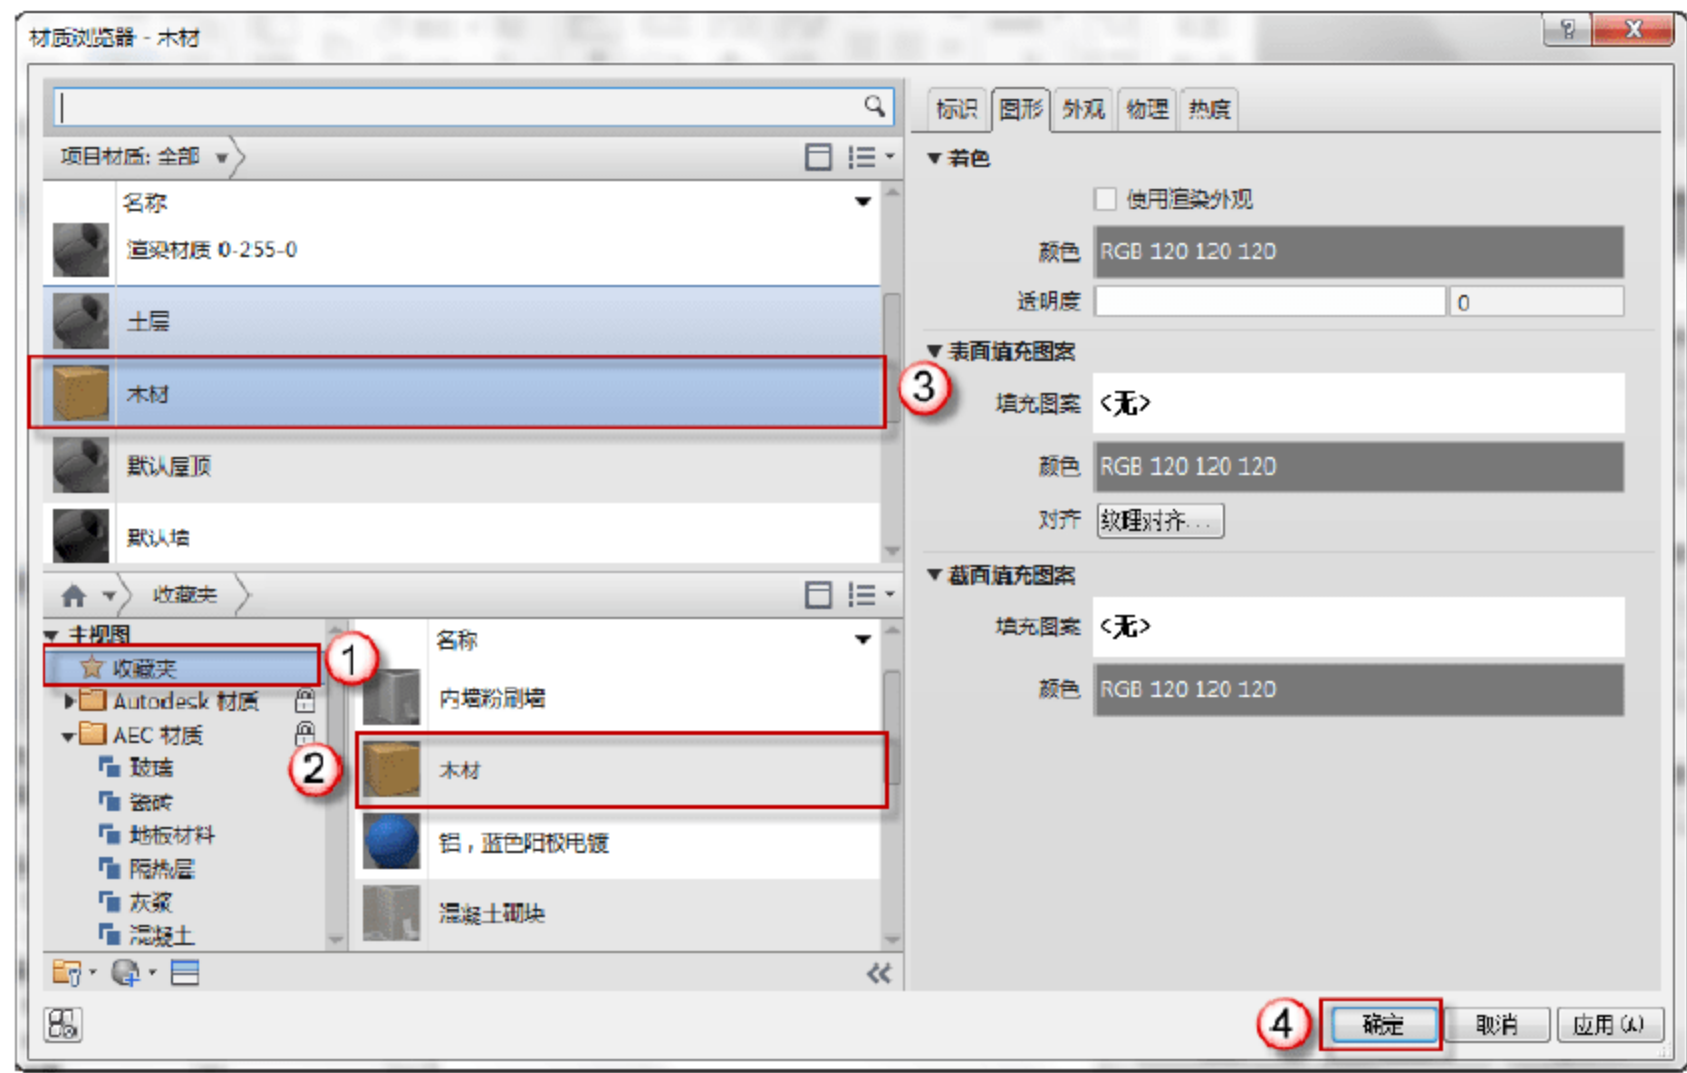 材质浏览器 - 木材
项目材质: 全部
名称
渲染材质 0-255-0
土层
木材
3
默认屋顶
默认墙
收藏夹
主视图
收藏夹
1
Autodesk 材质
AEC 材质
玻璃
瓷砖
地板材料
隔热层
灰浆
混凝土
名称
内墙粉刷墙
2
木材
铝，蓝色阳极电镀
混凝土砌块
标识 图形 外观 物理 热度
着色
使用渲染外观
颜色 RGB 120 120 120
透明度 0
表面填充图案
填充图案 <无>
颜色 RGB 120 120 120
对齐 纹理对齐...
截面填充图案
填充图案 <无>
颜色 RGB 120 120 120
4 确定 取消 应用(A)